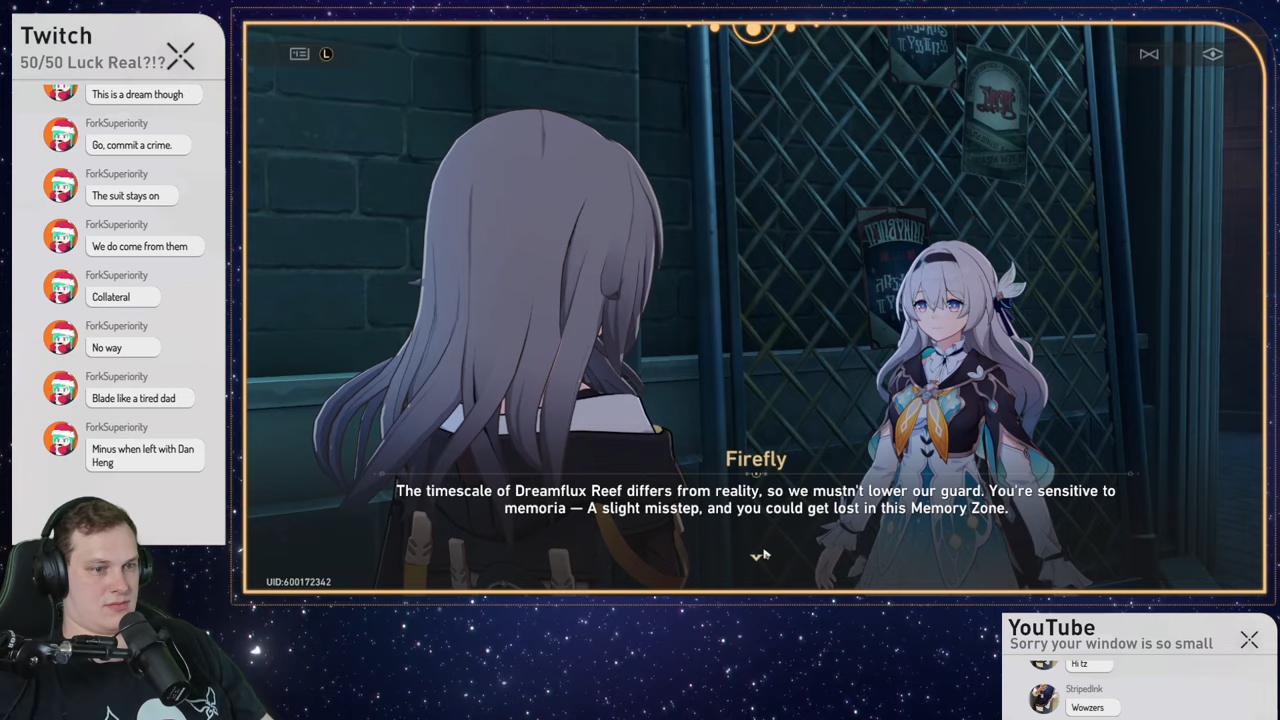 Twitch
50/50 Luck Real?!?
This is a dream though
ForkSuperiority
Go, commit a crime.
ForkSuperiority
The suit stays on
ForkSuperiority
We do come from them
ForkSuperiority
Collateral
ForkSuperiority
No way
ForkSuperiority
Blade like a tired dad
ForkSuperiority
Minus when left with Dan
Heng
L
Firefly
The timescale of Dreamflux Reef differs from reality, so we mustn't lower our guard. You're sensitive to
memoria — A slight misstep, and you could get lost in this Memory Zone.
UID:600172342
YouTube
Sorry your window is so small
Hi tz
StripedInk
Wowzers